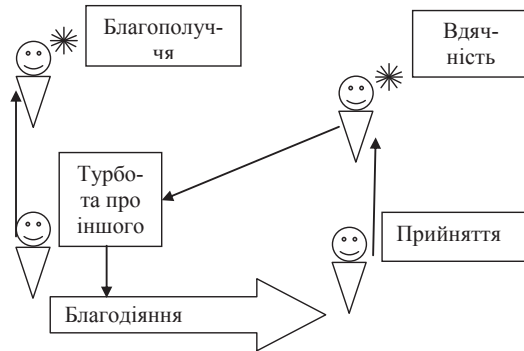 Благополуч-
чя
Вдяч-
ність
Турбо-
та про
іншого
Прийняття
Благодіяння